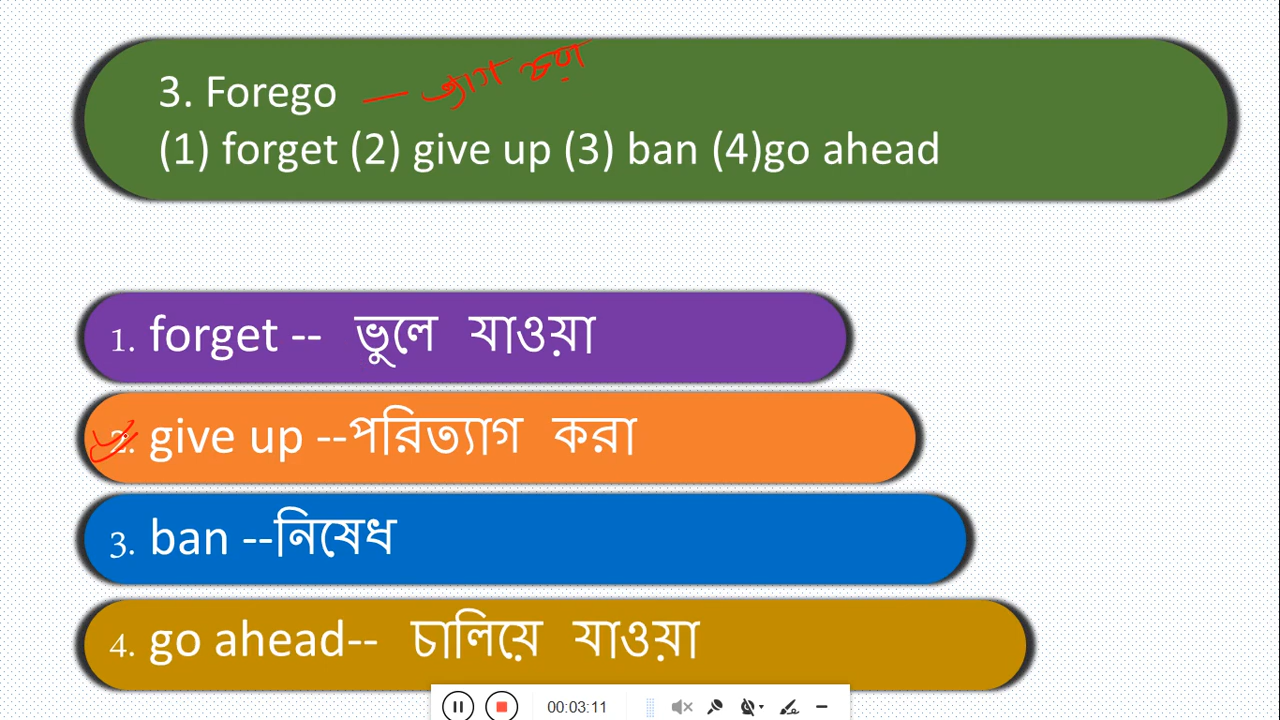 3. Forego — ত্যাগ করা
(1) forget (2) give up (3) ban (4)go ahead
1. forget -- ভুলে যাওয়া
2. give up --পরিত্যাগ করা
3. ban --নিষেধ
4. go ahead-- চালিয়ে যাওয়া
00:03:11